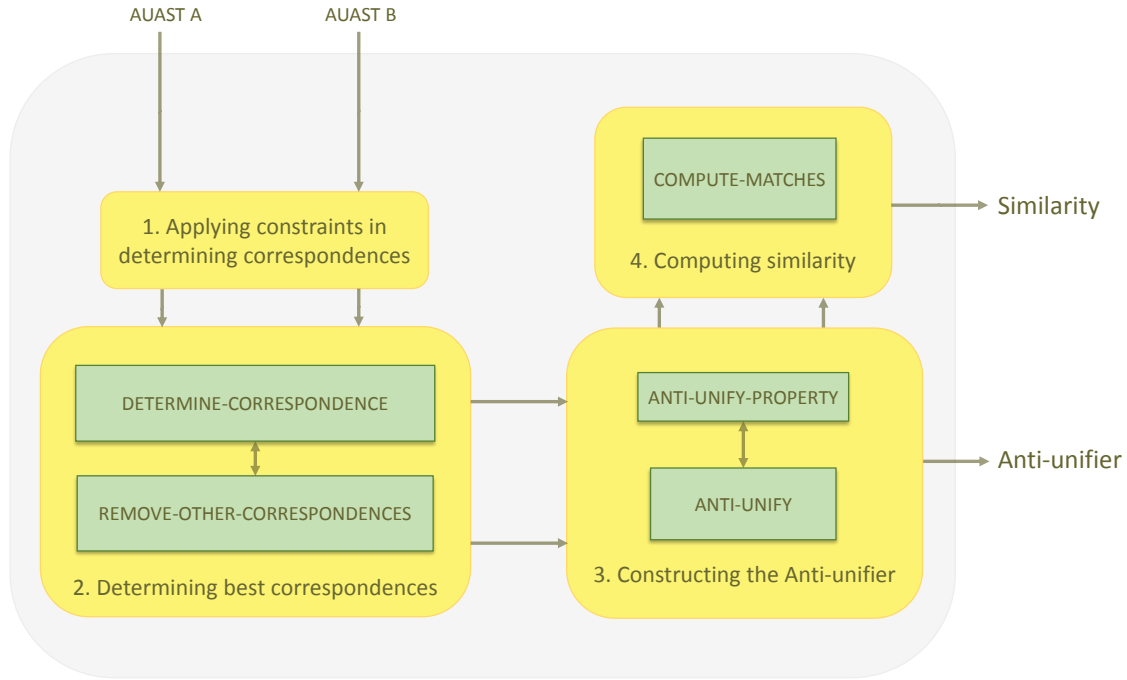 AUAST A
AUAST B
1. Applying constraints in
determining correspondences
DETERMINE-CORRESPONDENCE
REMOVE-OTHER-CORRESPONDENCES
2. Determining best correspondences
COMPUTE-MATCHES
4. Computing similarity
Similarity
ANTI-UNIFY-PROPERTY
ANTI-UNIFY
3. Constructing the Anti-unifier
Anti-unifier